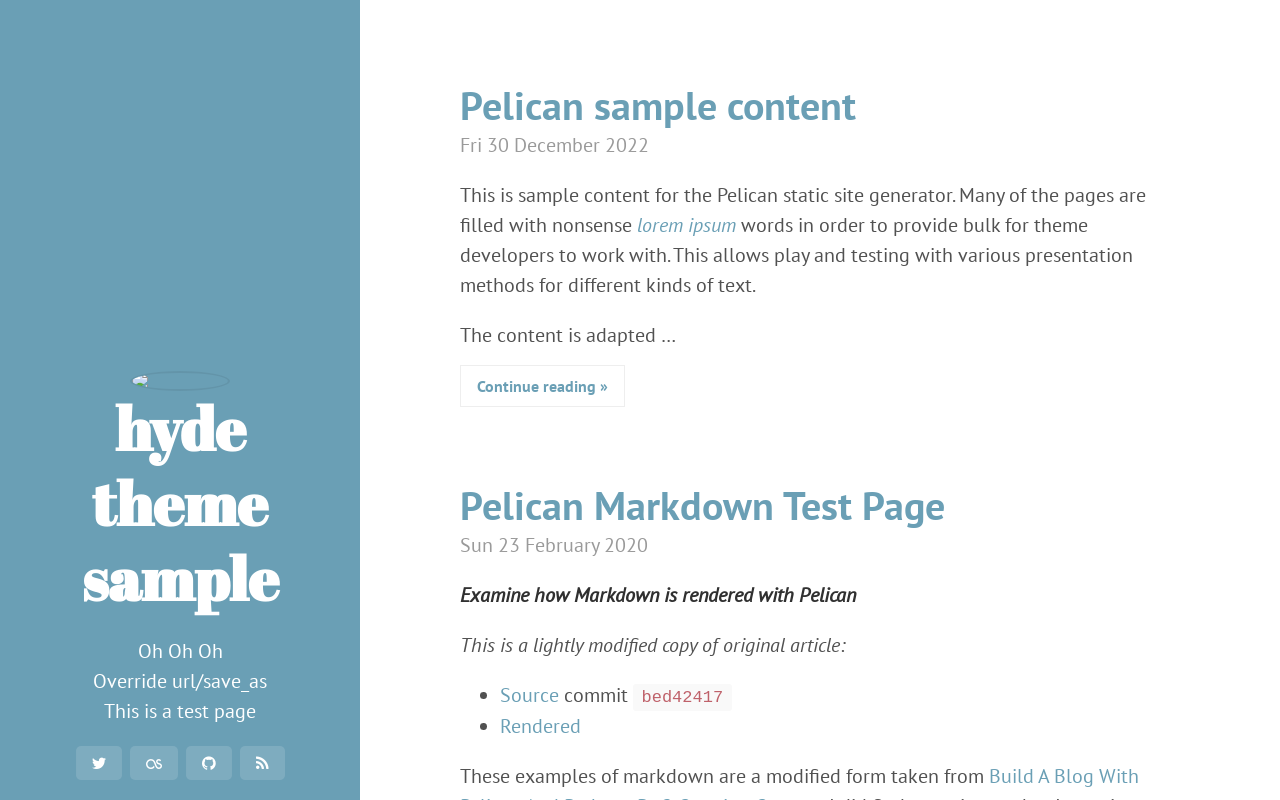 hyde
theme
sample
Oh Oh Oh
Override url/save_as
This is a test page
Pelican sample content
Fri 30 December 2022
This is sample content for the Pelican static site generator. Many of the pages are
filled with nonsense lorem ipsum words in order to provide bulk for theme
developers to work with. This allows play and testing with various presentation
methods for different kinds of text.
The content is adapted ...
Continue reading »
Pelican Markdown Test Page
Sun 23 February 2020
Examine how Markdown is rendered with Pelican
This is a lightly modified copy of original article:
Source commit bed42417
Rendered
These examples of markdown are a modified form taken from Build A Blog With